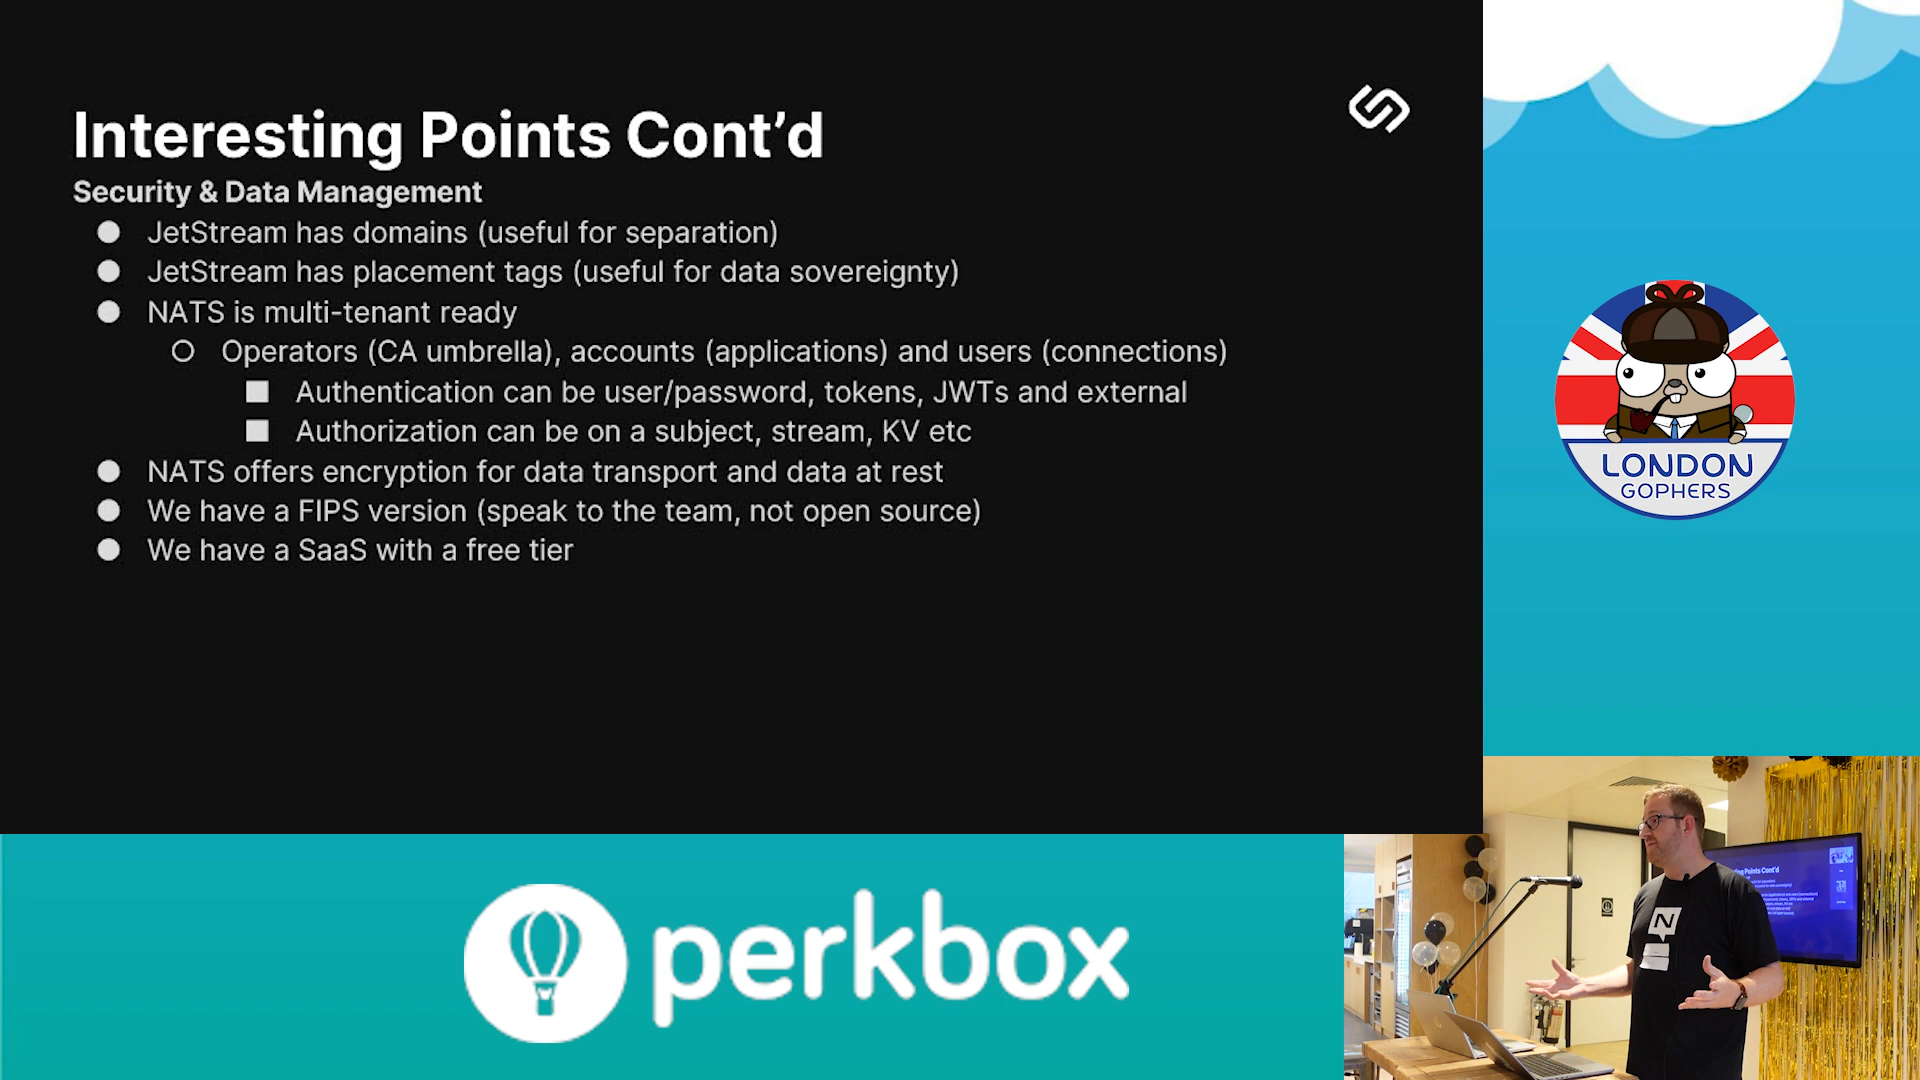 Interesting Points Cont’d
Security & Data Management
● JetStream has domains (useful for separation)
● JetStream has placement tags (useful for data sovereignty)
● NATS is multi-tenant ready
○ Operators (CA umbrella), accounts (applications) and users (connections)
■ Authentication can be user/password, tokens, JWTs and external
■ Authorization can be on a subject, stream, KV etc
● NATS offers encryption for data transport and data at rest
● We have a FIPS version (speak to the team, not open source)
● We have a SaaS with a free tier
LONDON
GOPHERS
perkbox
Points Cont'd
N